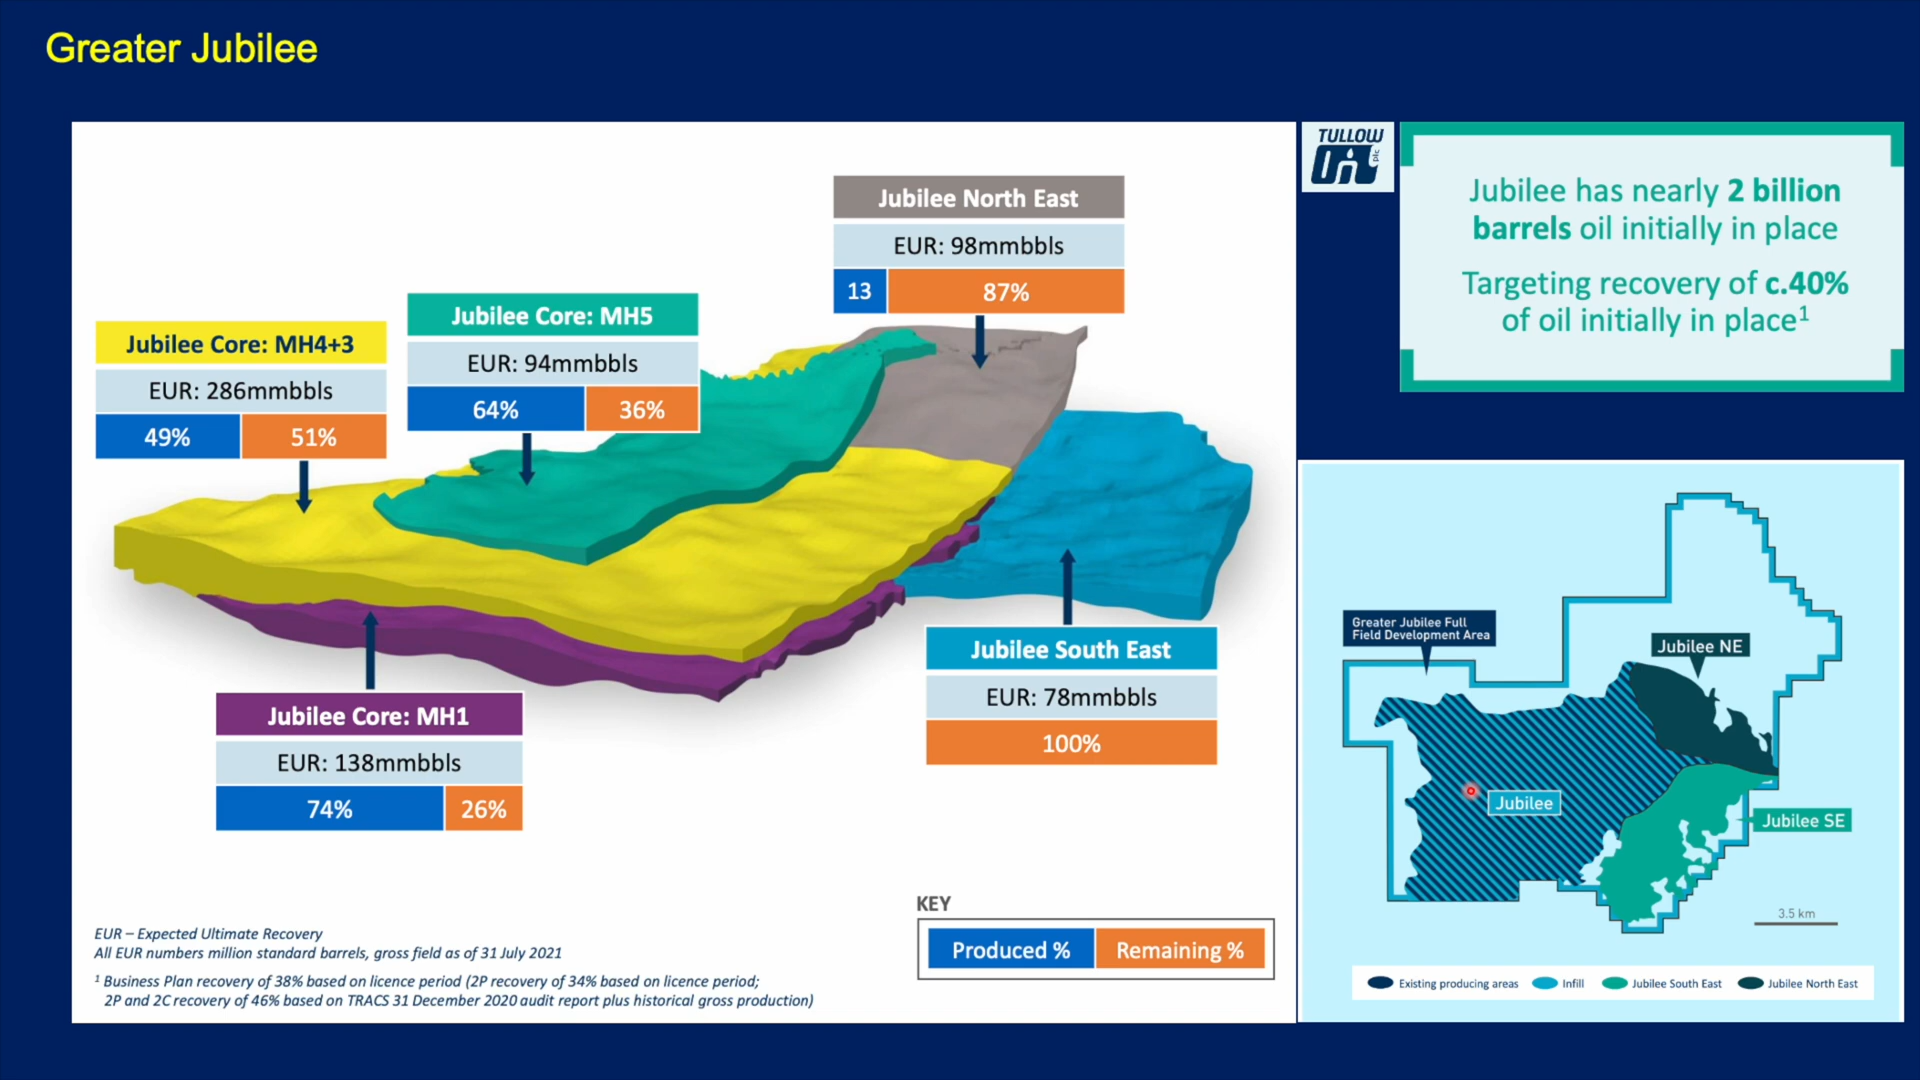 Greater Jubilee
Jubilee North East
EUR: 98mmbbls
13
87%
Jubilee Core: MH5
EUR: 94mmbbls
64%
36%
Jubilee Core: MH4+3
EUR: 286mmbbls
49%
51%
Jubilee Core: MH1
EUR: 138mmbbls
74%
26%
Jubilee South East
EUR: 78mmbbls
100%
KEY
Produced %
Remaining %
EUR – Expected Ultimate Recovery
All EUR numbers million standard barrels, gross field as of 31 July 2021
¹ Business Plan recovery of 38% based on licence period (2P recovery of 34% based on licence period;
2P and 2C recovery of 46% based on TRACS 31 December 2020 audit report plus historical gross production)
TULLOW
Oil plc
Jubilee has nearly 2 billion
barrels oil initially in place
Targeting recovery of c.40%
of oil initially in place¹
Greater Jubilee Full
Field Development Area
Jubilee NE
Jubilee
Jubilee SE
3.5 km
Existing producing areas
Infill
Jubilee South East
Jubilee North East